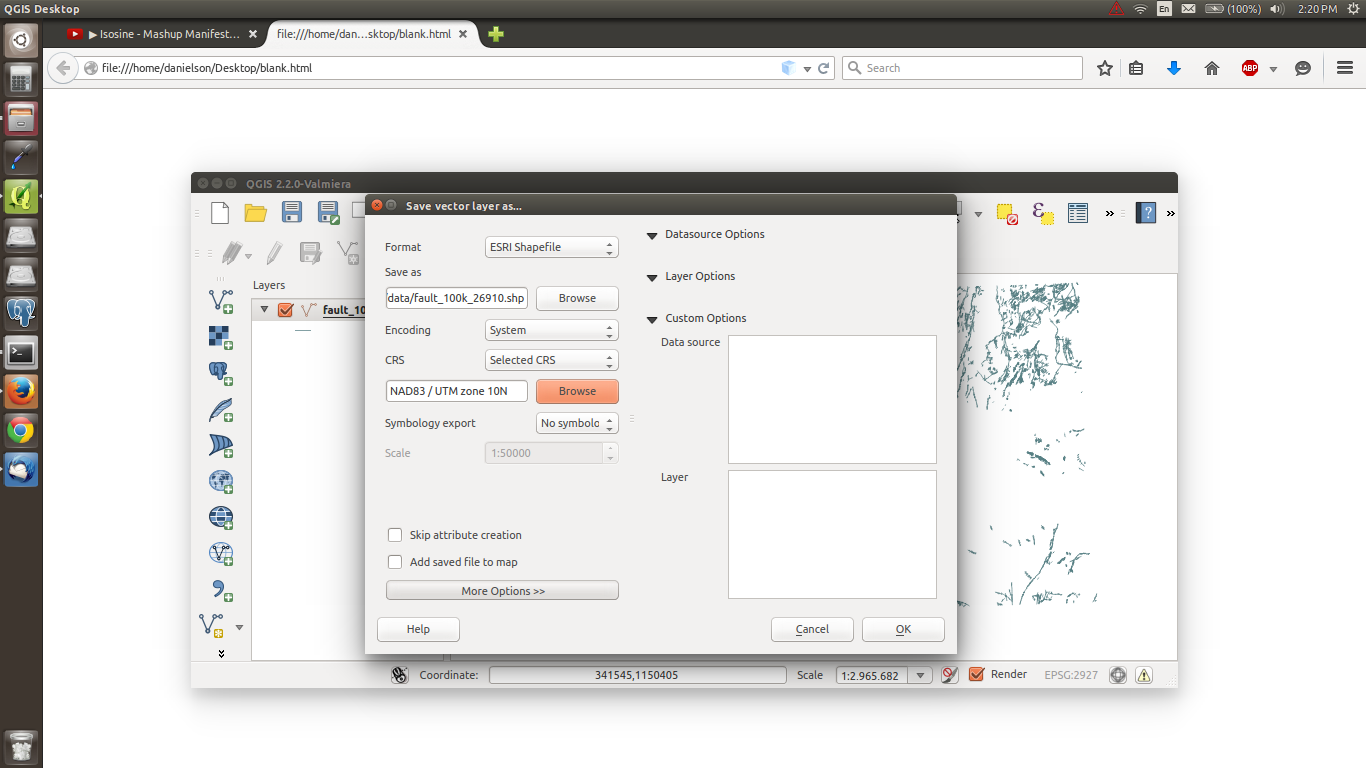 QGIS Desktop
En
(100%)
2:20 PM
▶ Isosine - Mashup Manifest...
file:///home/dan...sktop/blank.html
file:///home/danielson/Desktop/blank.html
Search
ABP
QGIS 2.2.0-Valmiera
Save vector layer as...
Format
ESRI Shapefile
Save as
data/fault_100k_26910.shp
Browse
Encoding
System
CRS
Selected CRS
NAD83 / UTM zone 10N
Browse
Symbology export
No symbolo
Scale
1:50000
Skip attribute creation
Add saved file to map
More Options >>
Datasource Options
Layer Options
Custom Options
Data source
Layer
Help
Cancel
OK
Layers
fault_10
Coordinate:
341545,1150405
Scale
1:2.965.682
Render
EPSG:2927